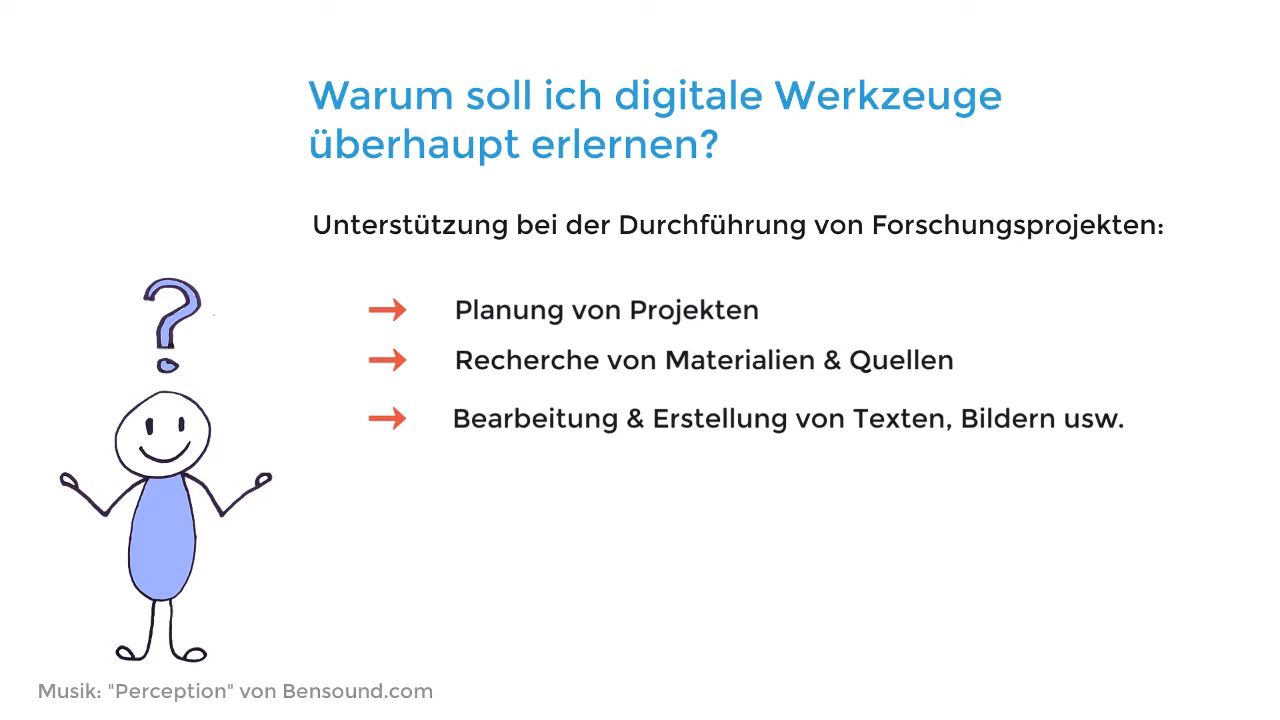 Warum soll ich digitale Werkzeuge
überhaupt erlernen?
Unterstützung bei der Durchführung von Forschungsprojekten:
→ Planung von Projekten
→ Recherche von Materialien & Quellen
→ Bearbeitung & Erstellung von Texten, Bildern usw.
?
Musik: "Perception" von Bensound.com